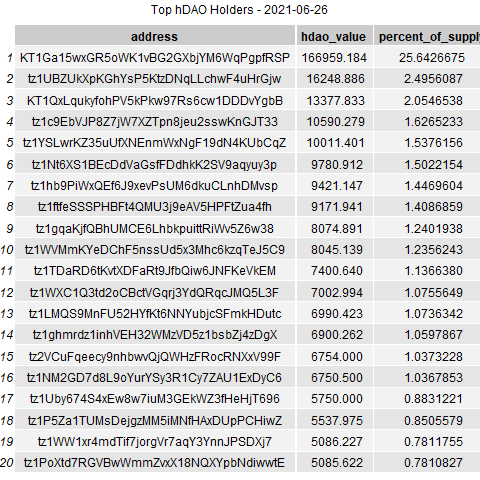 Top hDAO Holders - 2021-06-26
address hdao_value percent_of_supply
1 KT1Ga15wxGR5oWK1vBG2GXbjYM6WqPgpfRSP 166959.184 25.6426675
2 tz1UBZUkXpKGhYsP5KtzDNqLLchwF4uHrGjw 16248.886 2.4956087
3 KT1QxLqukyfohPV5kPkw97Rs6cw1DDDvYgbB 13377.833 2.0546538
4 tz1c9EbVJP8Z7jW7XZTpn8jeu2sswKnGJT33 10590.279 1.6265233
5 tz1YSLwrKZ35uUfXNEnmWxNgF19dN4KUbCqZ 10011.401 1.5376156
6 tz1Nt6XS1BEcDdVaGsfFDdhkK2SV9aqyuy3p 9780.912 1.5022154
7 tz1hb9PiWxQEf6J9xevPsUM6dkuCLnhDMvsp 9421.147 1.4469604
8 tz1ftfeSSSPHBFt4QMU3j9eAV5HPFtZua4fh 9171.941 1.4086859
9 tz1gqaKjfQBhUMCE6LhbkpuittRiWv5Z6w38 8074.891 1.2401938
10 tz1WVMmKYeDChF5nssUd5x3Mhc6kzqTeJ5C9 8045.139 1.2356243
11 tz1TDaRD6tKvtXDFaRt9JfbQiw6JNFKeVkEM 7400.640 1.1366380
12 tz1WXC1Q3td2oCBctVGqrj3YdQRqcJMQ5L3F 7002.994 1.0755649
13 tz1LMQS9MnFU52HYfKt6NNYubjcSFmkHDutc 6990.423 1.0736342
14 tz1ghmrdz1inhVEH32WMzVD5z1bsbZj4zDgX 6900.262 1.0597867
15 tz2VCuFqeecy9nhbwvQjQWHzFRocRNXxV99F 6754.000 1.0373228
16 tz1NM2GD7d8L9oYurYSy3R1Cy7ZAU1ExDyC6 6750.500 1.0367853
17 tz1Uby674S4xEw8w7iuM3GEkWZ3fHeHjT696 5750.000 0.8831221
18 tz1P5Za1TUMsDejgzMM5iMNfHAxDUpPCHiwZ 5537.975 0.8505579
19 tz1WW1xr4mdTif7jorgVr7aqY3YnnJPSDXj7 5086.227 0.7811755
20 tz1PoXtd7RGVBwWmmZvxX18NQXYpbNdiwwtE 5085.622 0.7810827